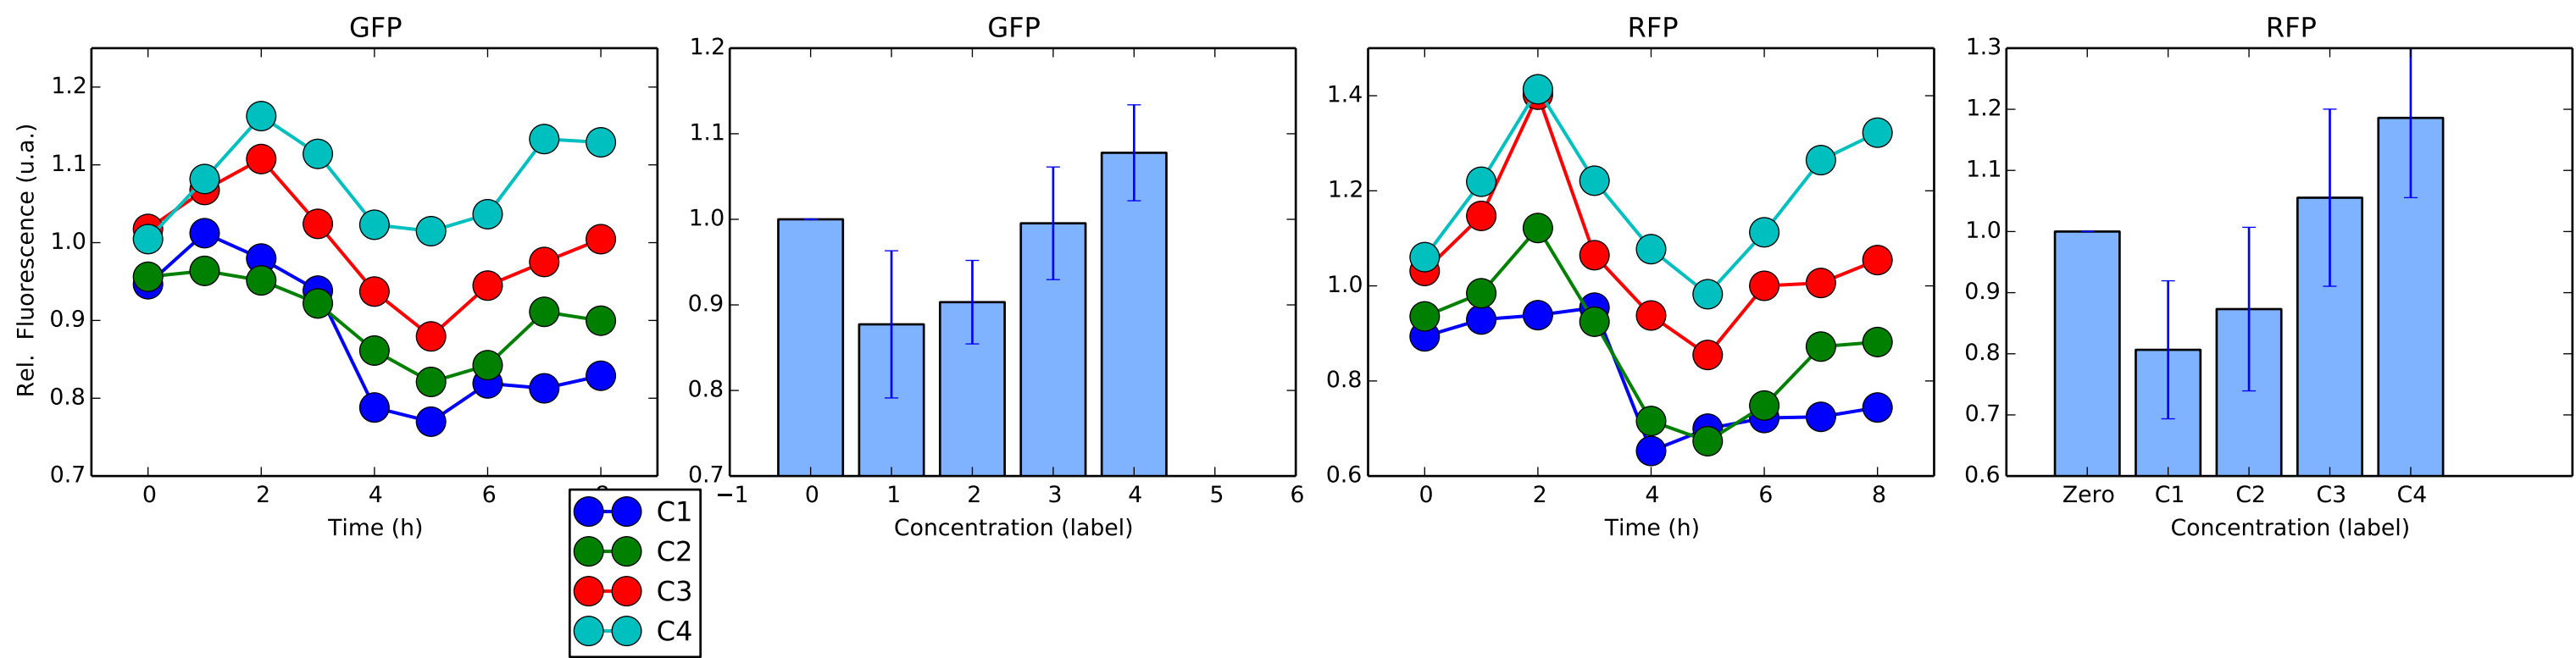 GFP
GFP
RFP
RFP
Rel. Fluorescence (u.a.)
1.2
1.1
1.0
0.9
0.8
0.7
0 2 4 6
Time (h)
1.2
1.1
1.0
0.9
0.8
0.7
−1 0 1 2 3 4 5 6
Concentration (label)
1.4
1.2
1.0
0.8
0.6
0 2 4 6 8
Time (h)
1.3
1.2
1.1
1.0
0.9
0.8
0.7
0.6
Zero C1 C2 C3 C4
Concentration (label)
C1
C2
C3
C4